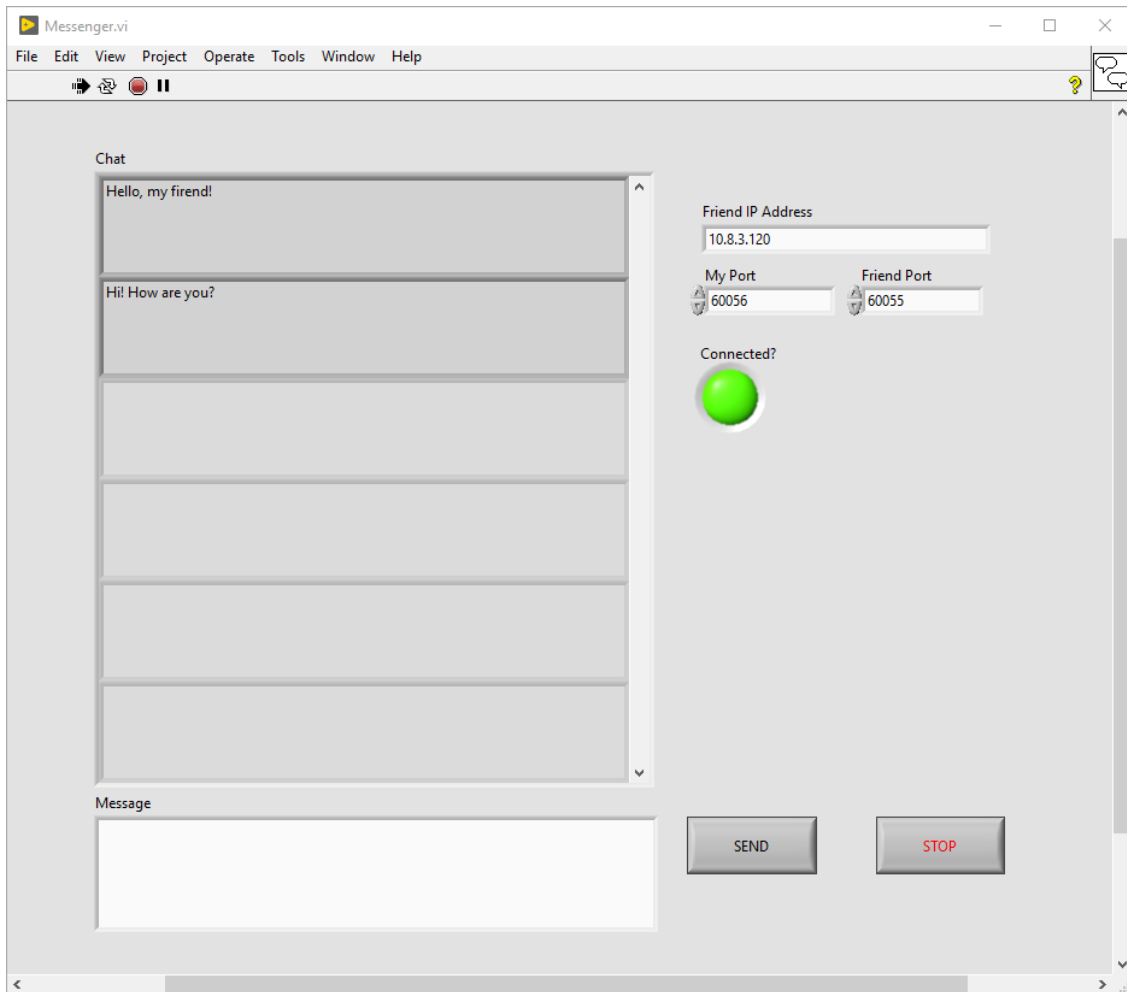 Messenger.vi
File Edit View Project Operate Tools Window Help
Chat
Hello, my firend!
Hi! How are you?
Friend IP Address
10.8.3.120
My Port Friend Port
60056 60055
Connected?
Message
SEND STOP